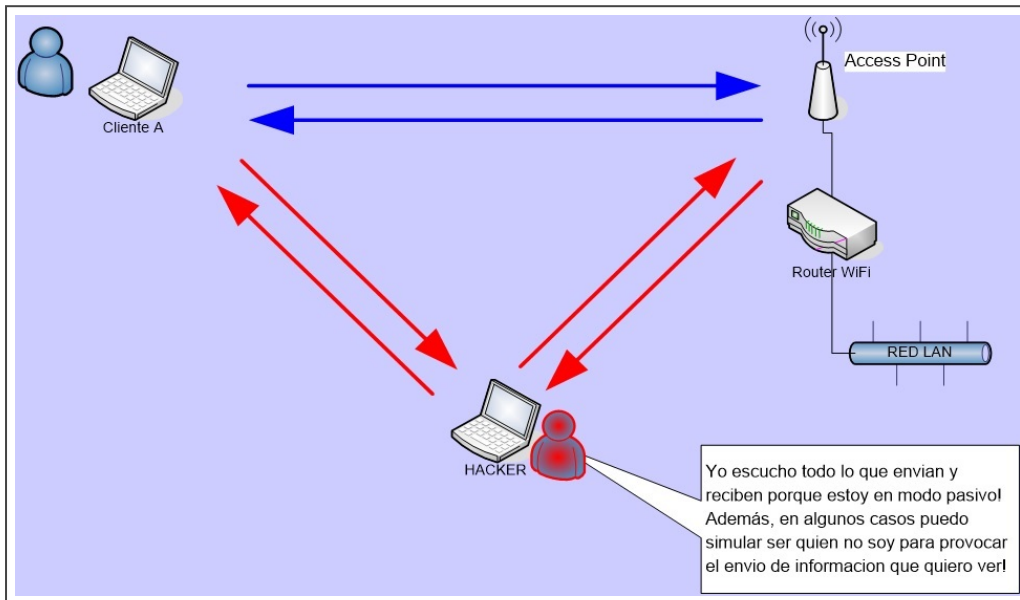 Access Point
Cliente A
Router WiFi
RED LAN
HACKER
Yo escucho todo lo que envian y
reciben porque estoy en modo pasivo!
Además, en algunos casos puedo
simular ser quien no soy para provocar
el envio de informacion que quiero ver!